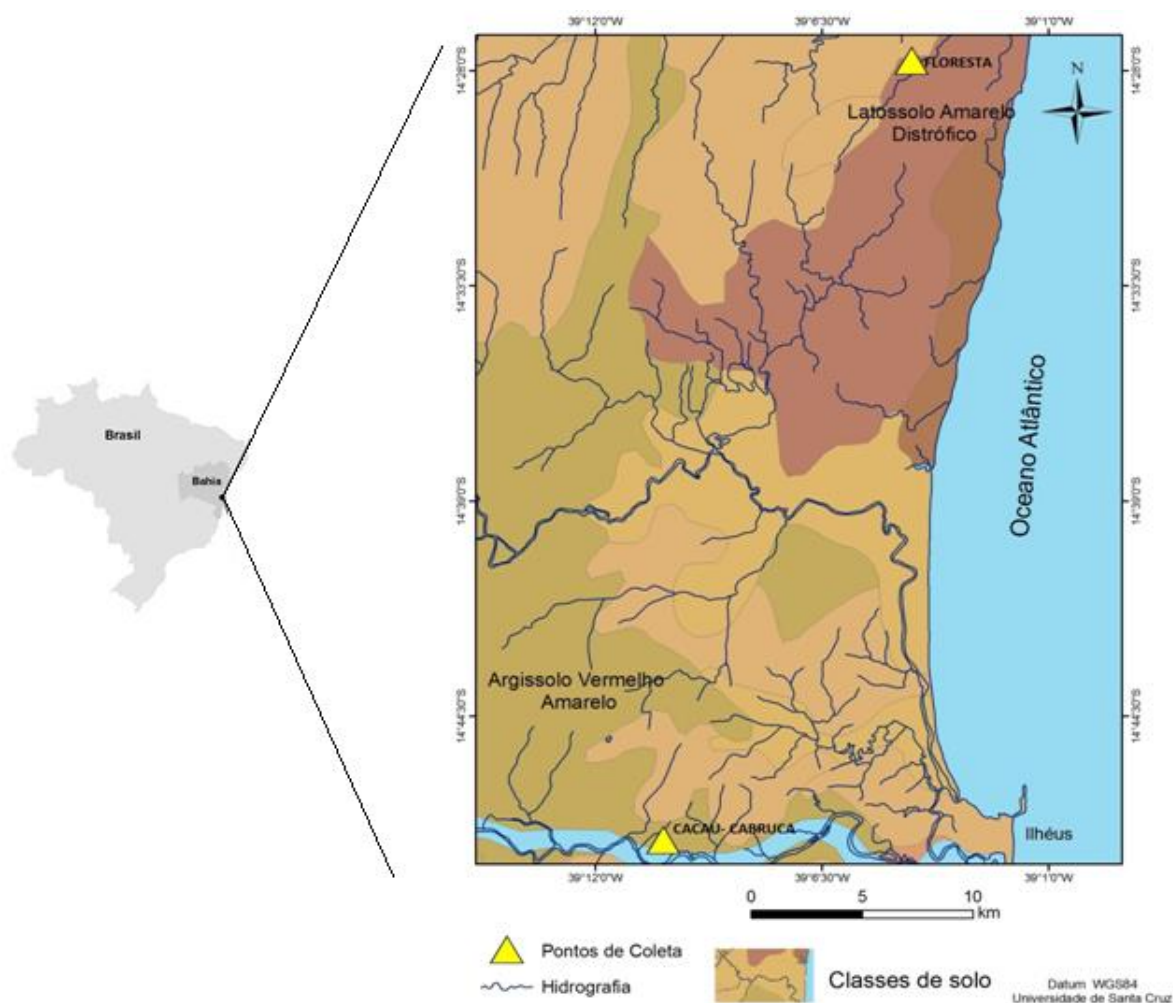 39°12'0"W 39°6'30"W 39°1'0"W
14°28'0"S
FLORESTA
N
14°28'0"S
Latossolo Amarelo
Distrófico
14°33'30"S
14°33'30"S
Oceano Atlântico
Brasil
Bahia
14°39'0"S
14°39'0"S
Argissolo Vermelho
Amarelo
14°44'30"S
14°44'30"S
CACAU- CABRUCA
Ilhéus
39°12'0"W 39°6'30"W 39°1'0"W
0 5 10
km
Pontos de Coleta
Hidrografia
Classes de solo
Datum WGS84
Universidade de Santa Cruz